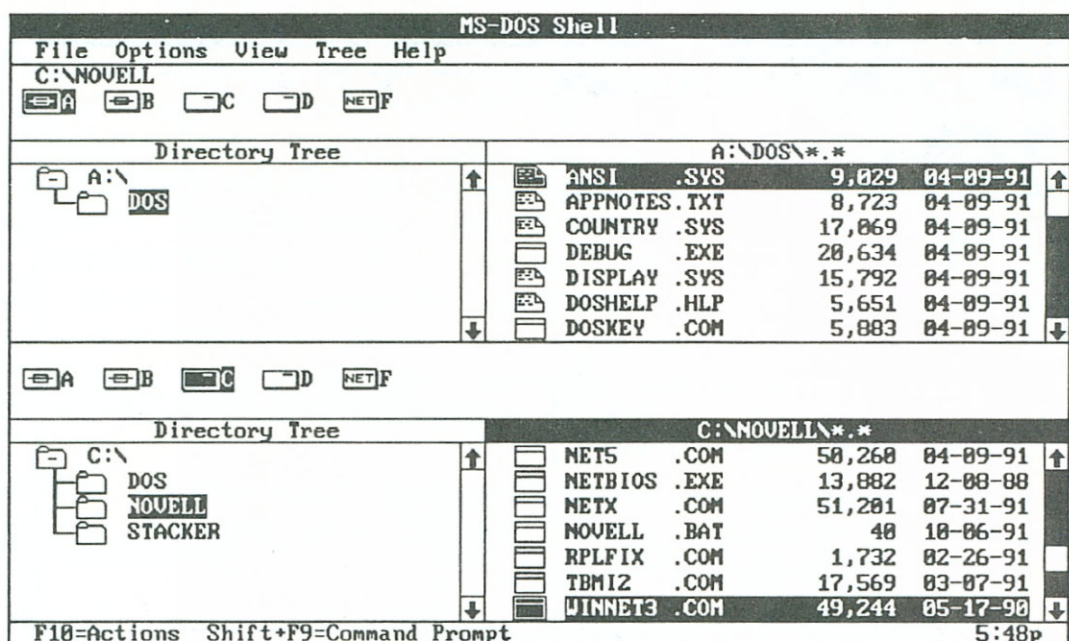 MS-DOS Shell
File Options View Tree Help
C:\NOVELL
A B C D NET F
Directory Tree
A:\DOS\*.*
A:\
DOS
ANSI .SYS 9,029 04-09-91
APPNOTES.TXT 8,723 04-09-91
COUNTRY .SYS 17,069 04-09-91
DEBUG .EXE 20,634 04-09-91
DISPLAY .SYS 15,792 04-09-91
DOSHELP .HLP 5,651 04-09-91
DOSKEY .COM 5,883 04-09-91
A B C D NET F
Directory Tree
C:\NOVELL\*.*
C:\
DOS
NOVELL
STACKER
NET5 .COM 50,260 04-09-91
NETBIOS .EXE 13,882 12-08-88
NETX .COM 51,201 07-31-91
NOVELL .BAT 40 10-06-91
RPLFIX .COM 1,732 02-26-91
TBMI2 .COM 17,569 03-07-91
WINNET3 .COM 49,244 05-17-90
F10=Actions Shift+F9=Command Prompt 5:48p